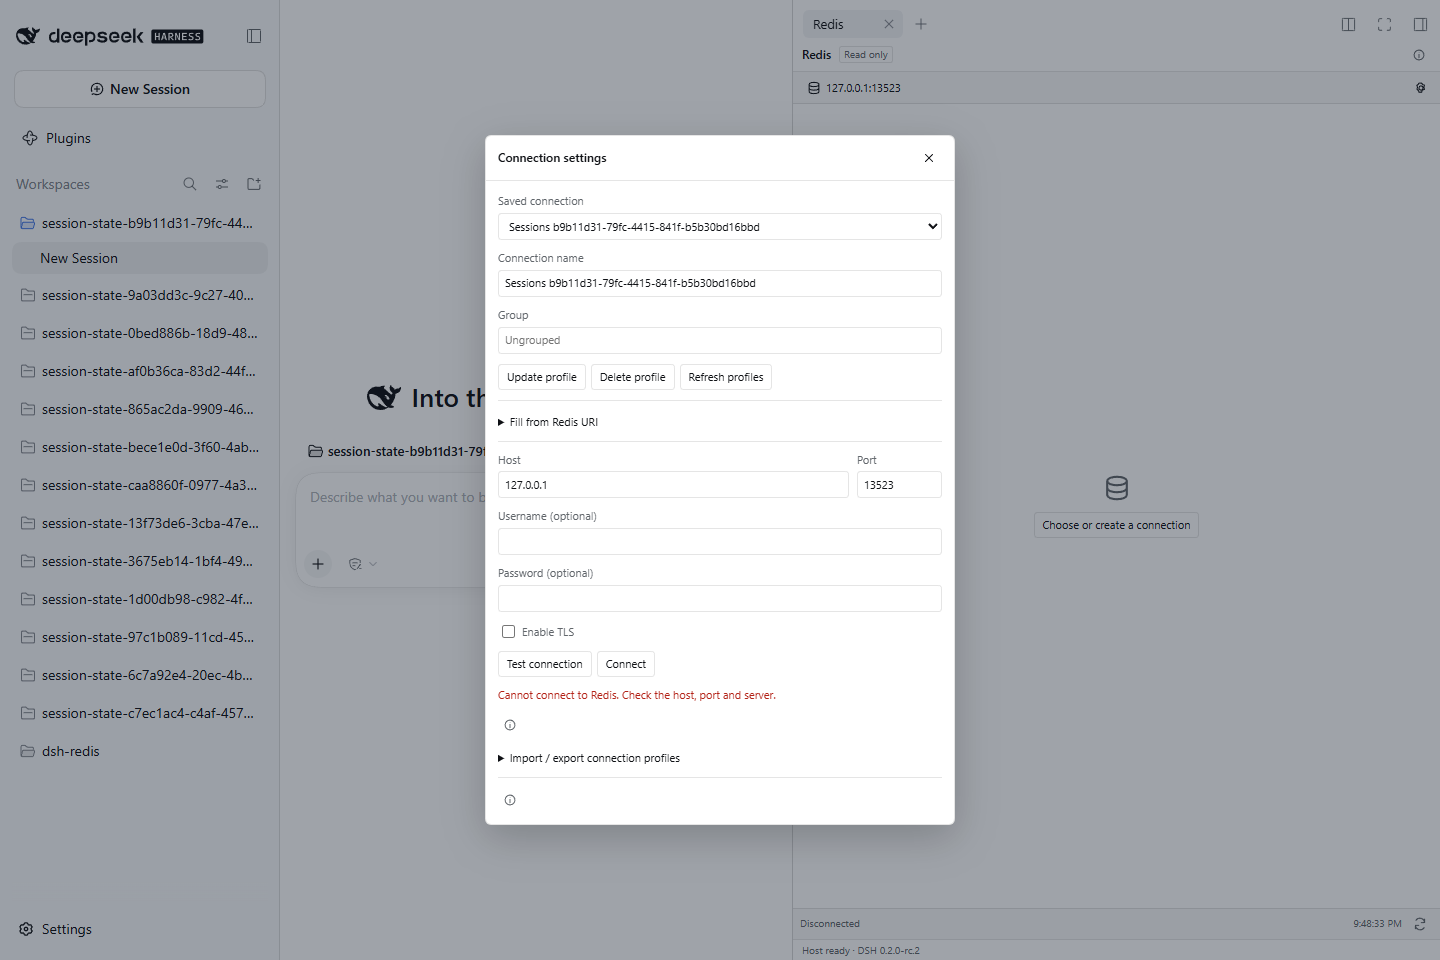 deepseek HARNESS
New Session
Plugins
Workspaces
session-state-b9b11d31-79fc-44...
New Session
session-state-9a03dd3c-9c27-40...
session-state-0bed886b-18d9-48...
session-state-af0b36ca-83d2-44f...
session-state-865ac2da-9909-46...
session-state-bece1e0d-3f60-4ab...
session-state-caa8860f-0977-4a3...
session-state-13f73de6-3cba-47e...
session-state-3675eb14-1bf4-49...
session-state-1d00db98-c982-4f...
session-state-97c1b089-11cd-45...
session-state-6c7a92e4-20ec-4b...
session-state-c7ec1ac4-c4af-457...
dsh-redis
Settings
Into th
session-state-b9b11d31-79f
Describe what you want to b
Connection settings
Saved connection
Sessions b9b11d31-79fc-4415-841f-b5b30bd16bbd
Connection name
Sessions b9b11d31-79fc-4415-841f-b5b30bd16bbd
Group
Ungrouped
Update profile Delete profile Refresh profiles
Fill from Redis URI
Host Port
127.0.0.1 13523
Username (optional)
Password (optional)
Enable TLS
Test connection Connect
Cannot connect to Redis. Check the host, port and server.
Import / export connection profiles
Redis
Redis Read only
127.0.0.1:13523
Choose or create a connection
Disconnected 9:48:33 PM
Host ready · DSH 0.2.0-rc.2